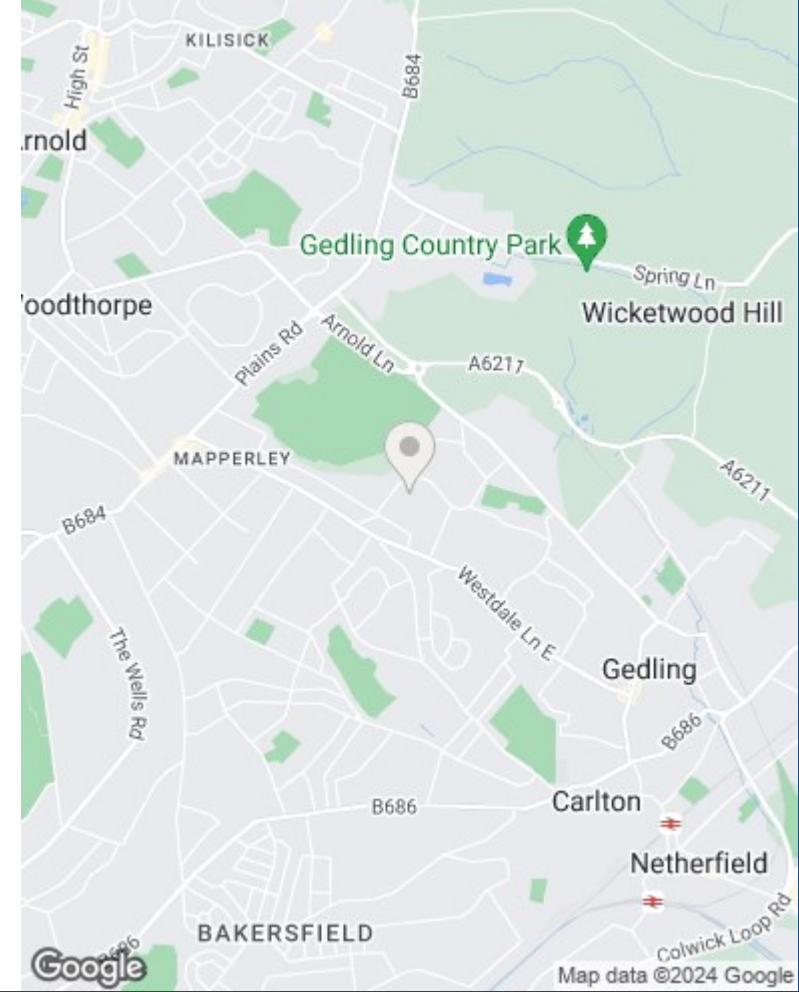 KILISICK
High St
B684
rnold
Gedling Country Park
Spring Ln
oodthorpe
Wicketwood Hill
Plains Rd
Arnold Ln
A6211
MAPPERLEY
A6211
B684
Westdale Ln E
The Wells Rd
Gedling
B686
Carlton
B686
Netherfield
BAKERSFIELD
Colwick Loop Rd
B686
Google
Map data ©2024 Google